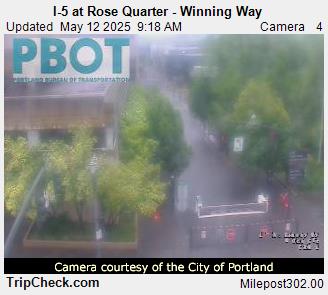 I-5 at Rose Quarter - Winning Way
Updated May 12 2025 9:18 AM Camera 4
PBOT
PORTLAND BUREAU OF TRANSPORTATION
Camera courtesy of the City of Portland
TripCheck.com Milepost302.00